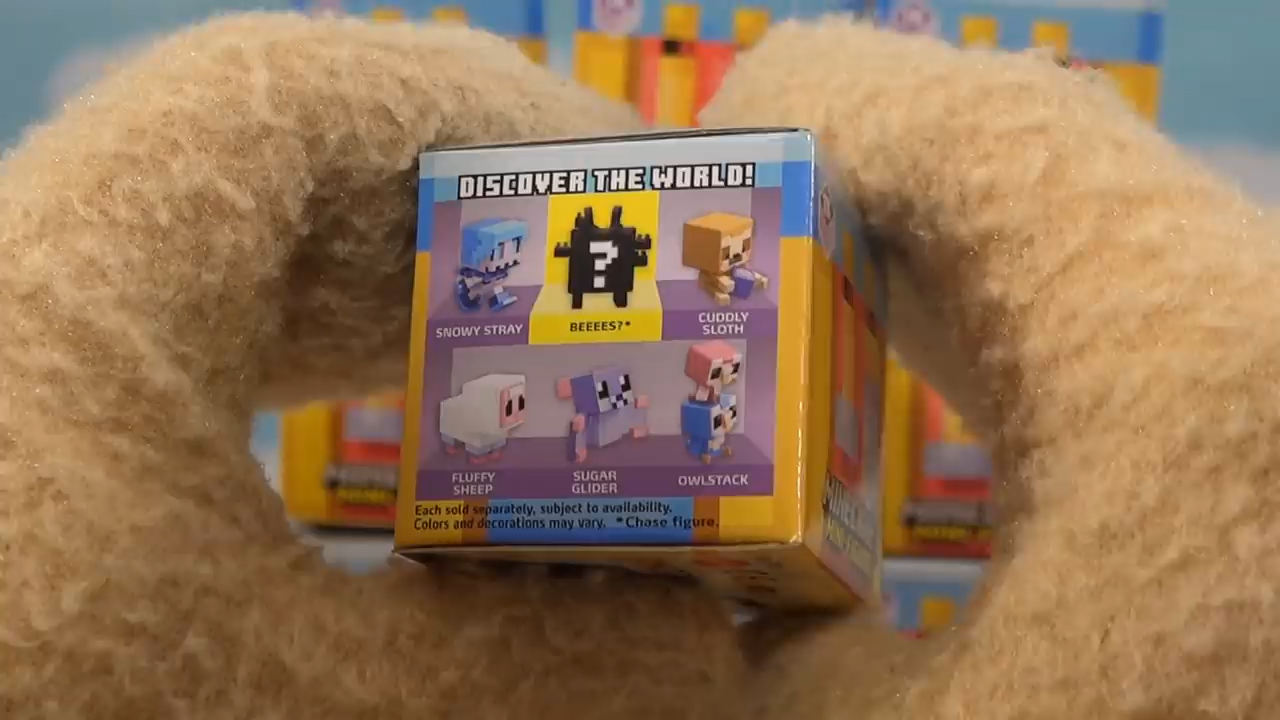 DISCOVER THE WORLD!
?
SNOWY STRAY
BEEEES?*
CUDDLY
SLOTH
FLUFFY
SHEEP
SUGAR
GLIDER
OWLSTACK
Each sold separately, subject to availability.
Colors and decorations may vary. *Chase figure.